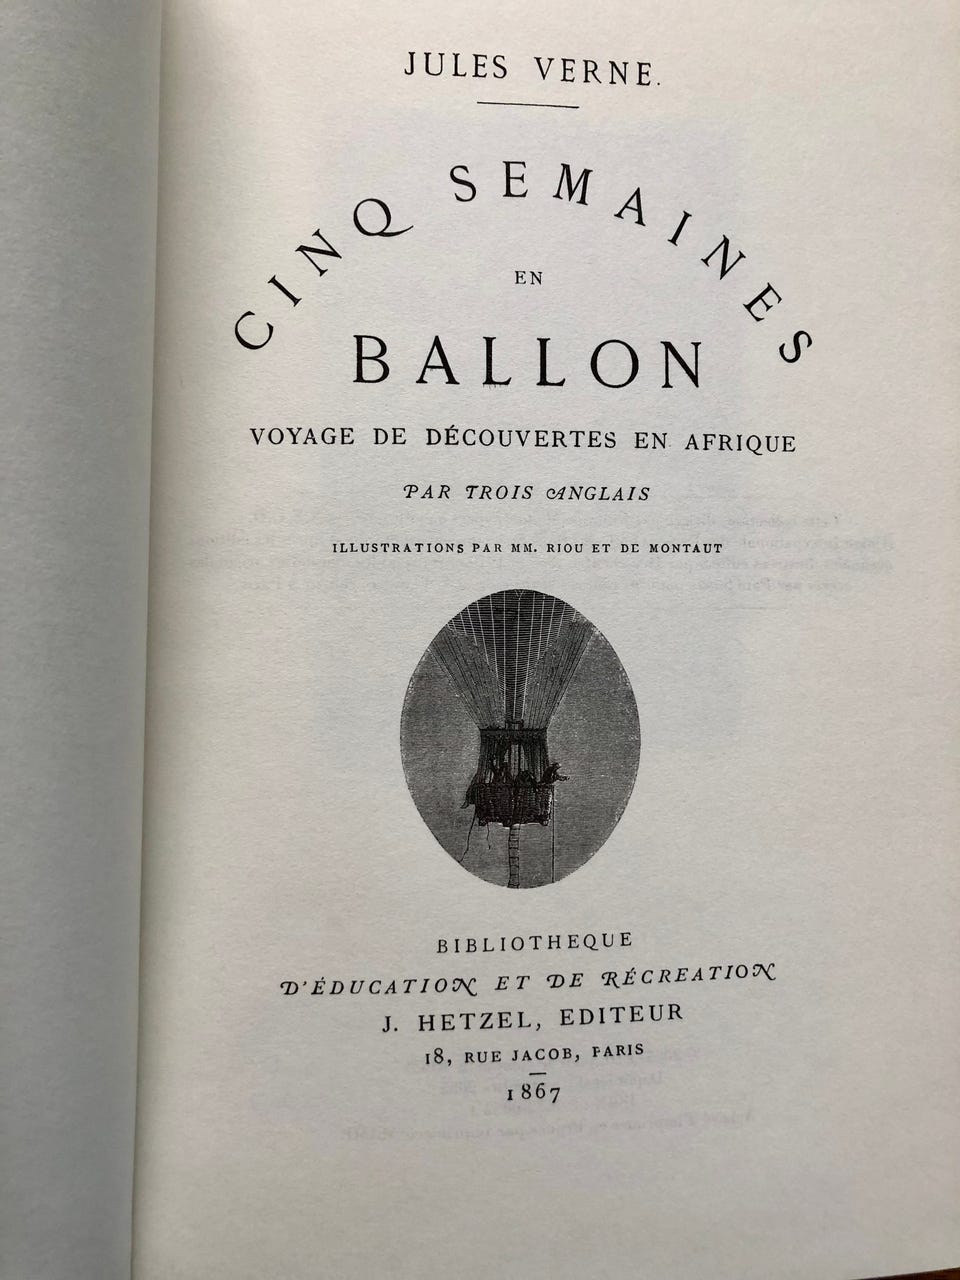 JULES VERNE.
CINQ SEMAINES
EN
BALLON
VOYAGE DE DÉCOUVERTES EN AFRIQUE
PAR TROIS ANGLAIS
ILLUSTRATIONS PAR MM. RIOU ET DE MONTAUT
BIBLIOTHEQUE
D'ÉDUCATION ET DE RÉCREATION
J. HETZEL, EDITEUR
18, RUE JACOB, PARIS
1867